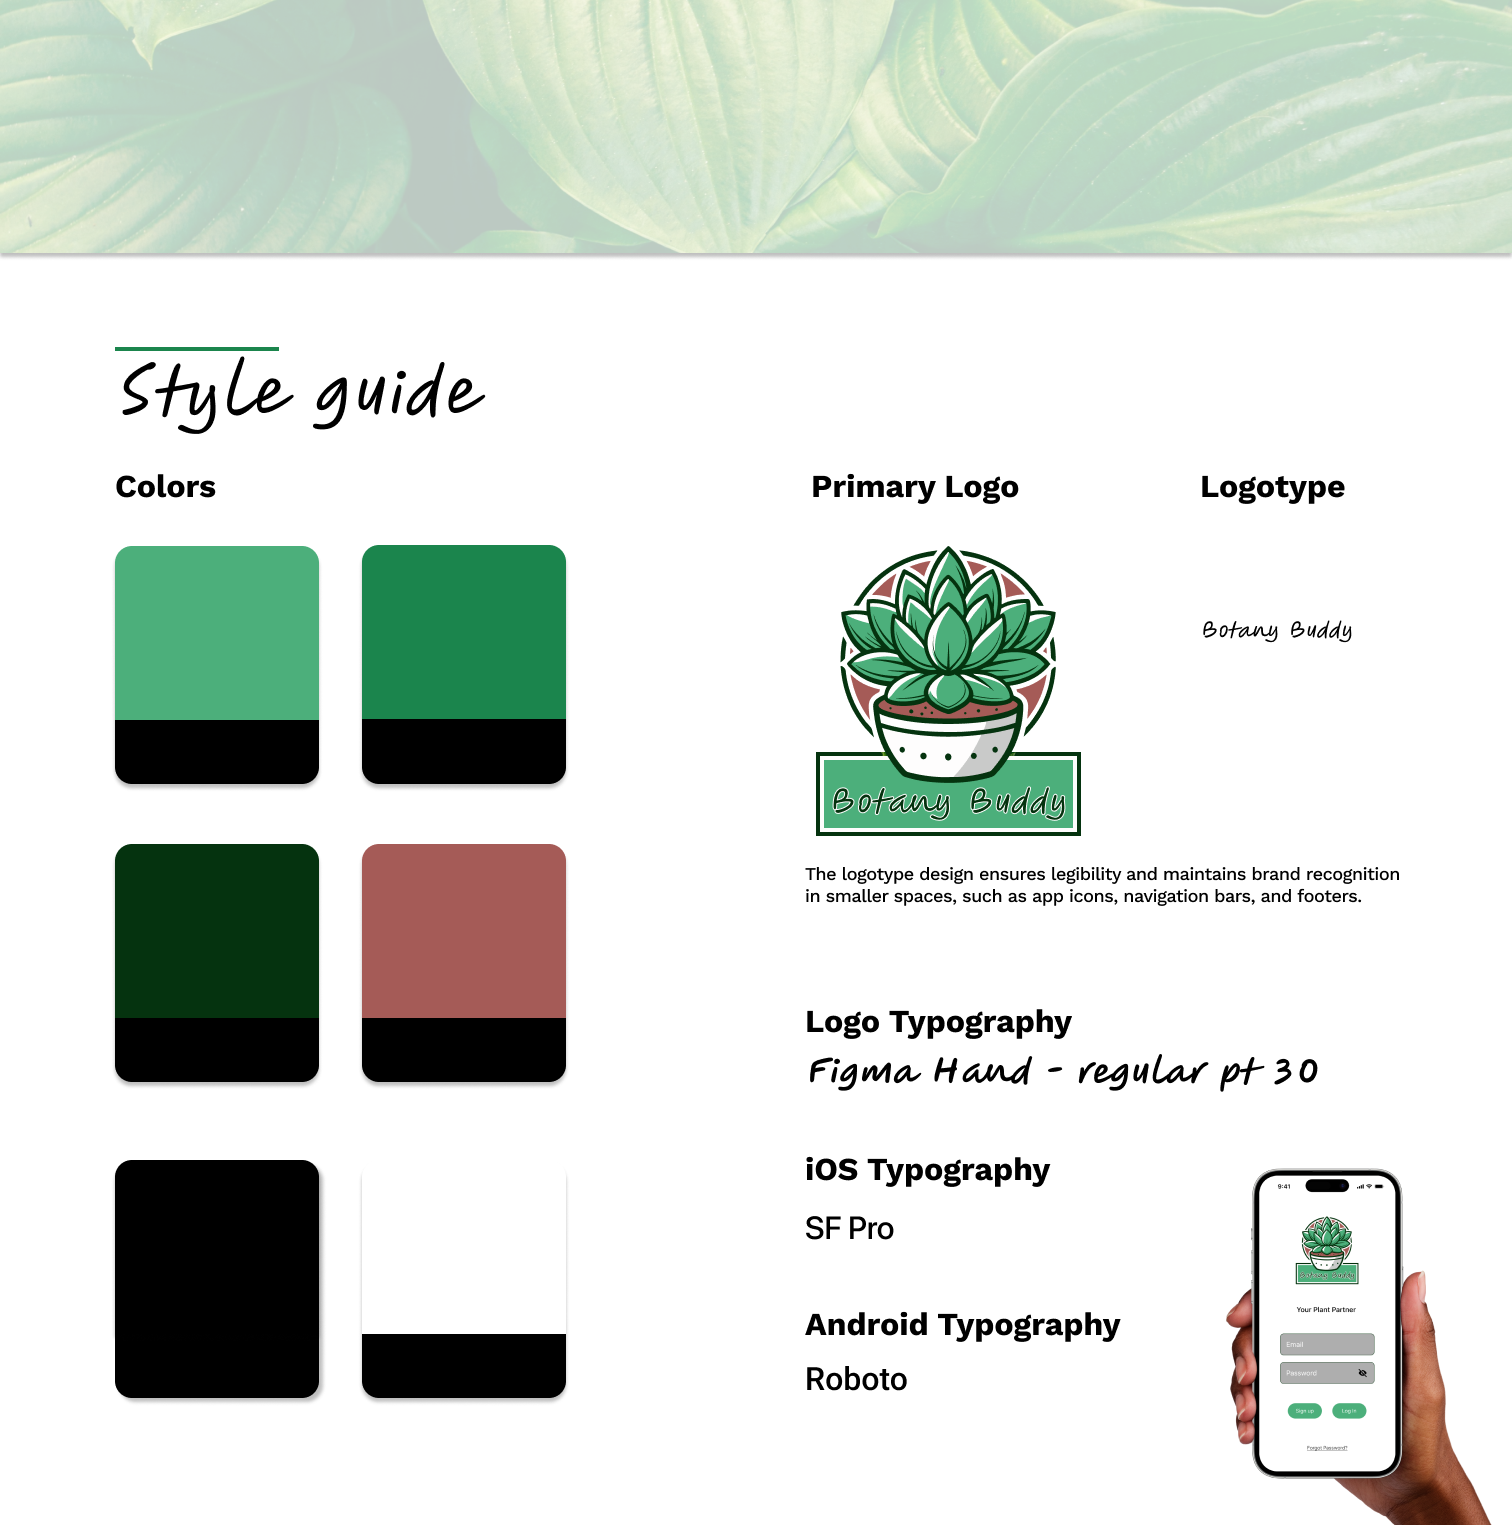 Style guide
Colors
Primary Logo
Logotype
Botany Buddy
Botany Buddy
The logotype design ensures legibility and maintains brand recognition
in smaller spaces, such as app icons, navigation bars, and footers.
Logo Typography
Figma Hand - regular pt 30
iOS Typography
SF Pro
Android Typography
Roboto
9:41
Botany Buddy
Your Plant Partner
Email
Password
Sign up
Log in
Forgot Password?